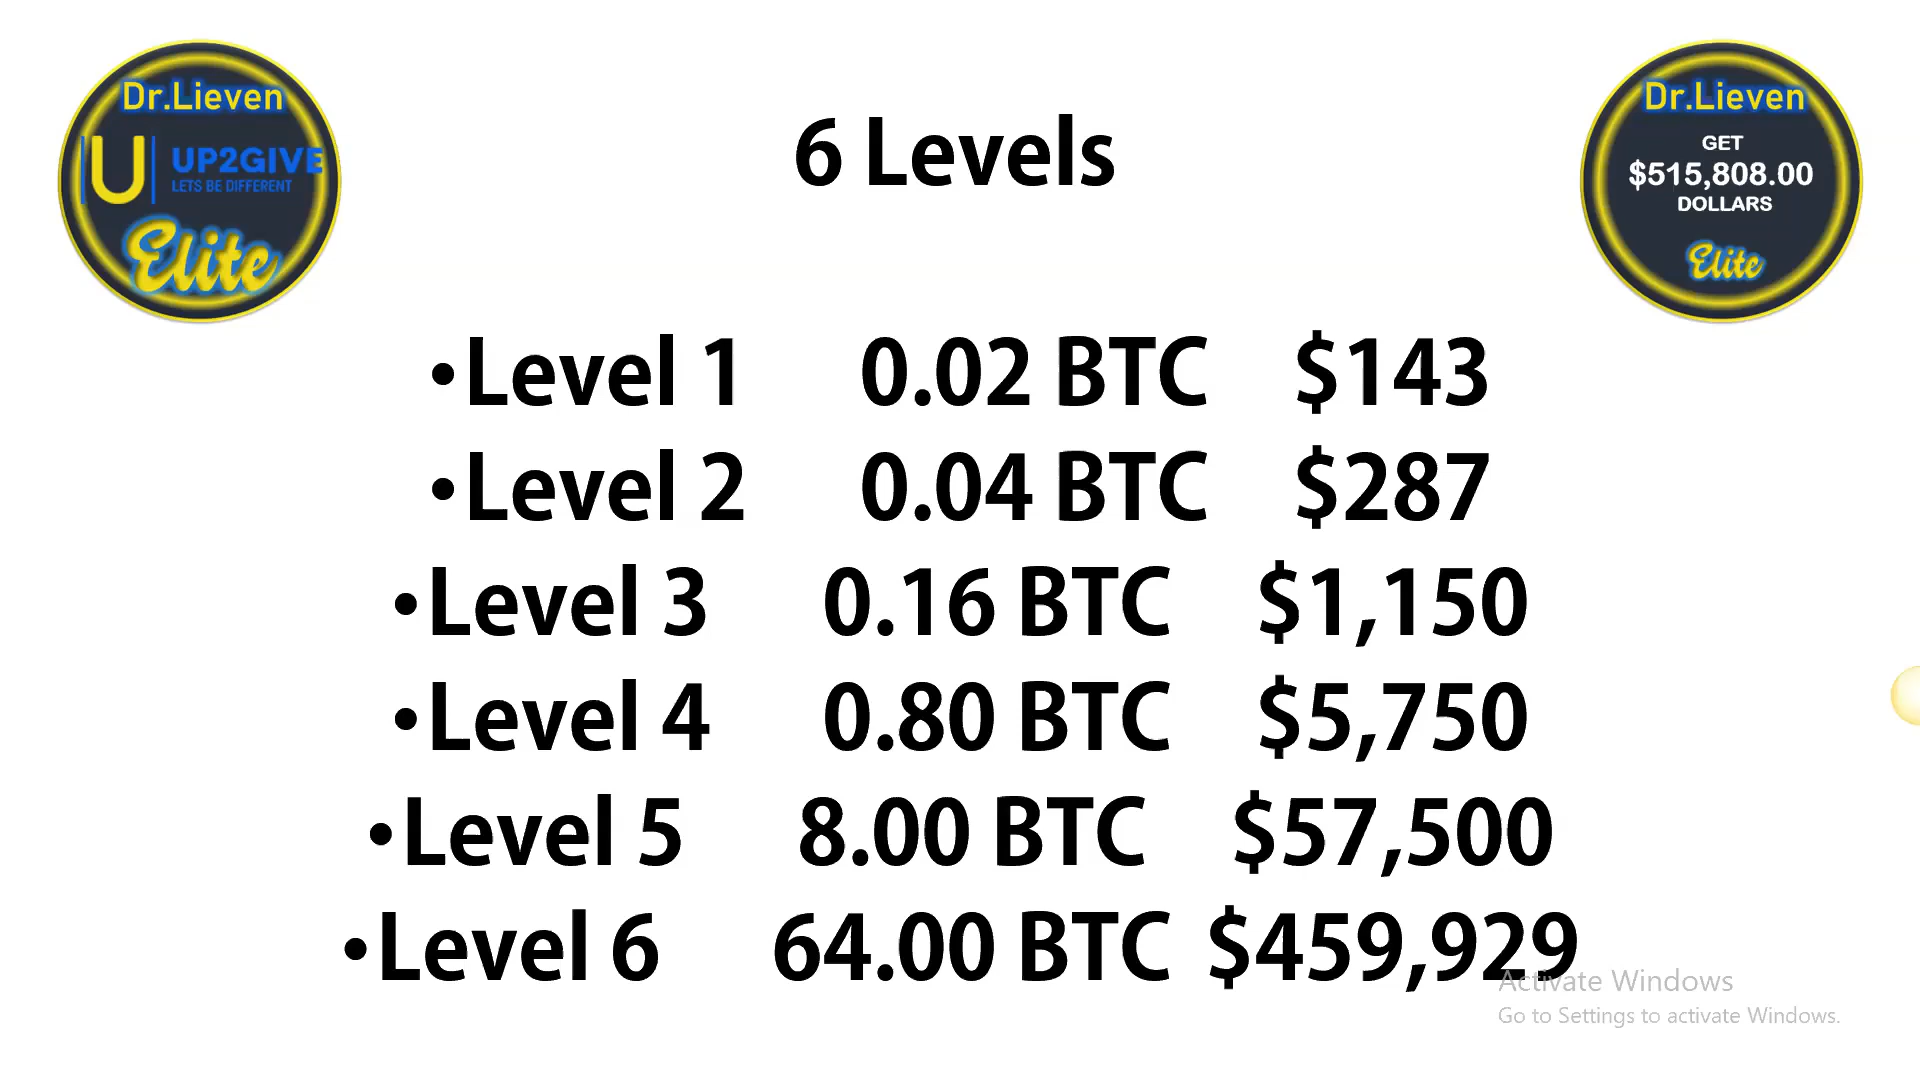 Dr.Lieven
U UP2GIVE
LETS BE DIFFERENT
Elite
6 Levels
Dr.Lieven
GET
$515,808.00
DOLLARS
Elite
•Level 1 0.02 BTC $143
•Level 2 0.04 BTC $287
•Level 3 0.16 BTC $1,150
•Level 4 0.80 BTC $5,750
•Level 5 8.00 BTC $57,500
•Level 6 64.00 BTC $459,929
Activate Windows
Go to Settings to activate Windows.